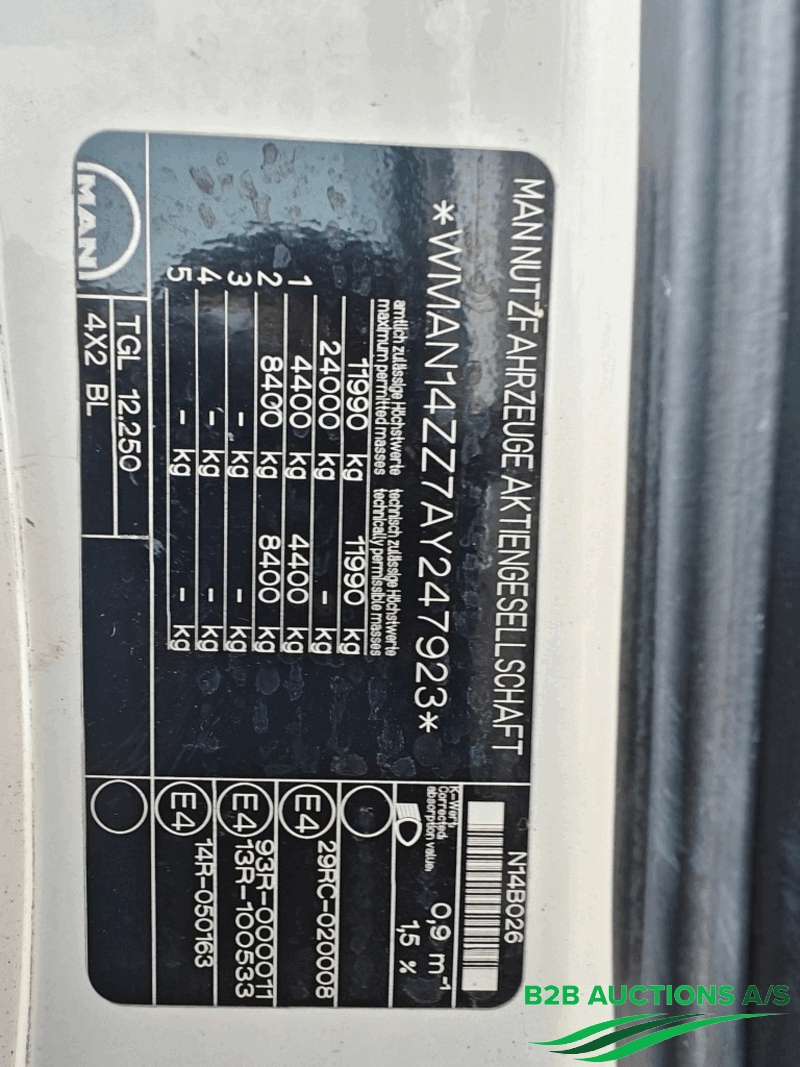 MAN NUTZFAHRZEUGE AKTIENGESELLSCHAFT
*WMAN14ZZ7AY247923*
amtlich zulässige Höchstwerte technisch zulässige Höchstwerte
maximum permitted masses technically permissible masses
11990 kg 11990 kg
24000 kg - kg
1 4400 kg 4400 kg
2 8400 kg 8400 kg
3 - kg - kg
4 - kg - kg
5 - kg - kg
MAN
TGL 12.250
4X2 BL
N14B026
K-Wert:
Corrected
absorption value:
0,9 m-1
1,5 %
E4 29RC-020008
93R-000011
E4 13R-100533
E4 14R-050163
B2B AUCTIONS A/S